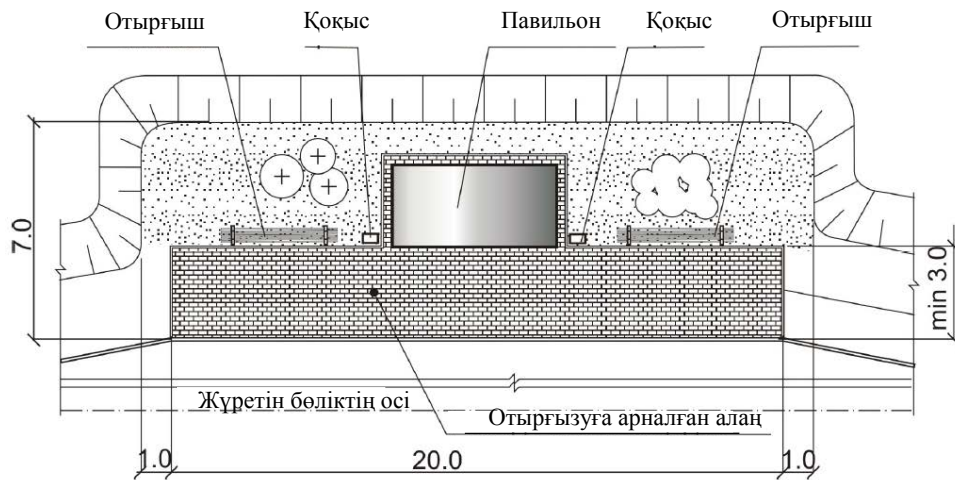 Отырғыш Қоқыс Павильон Қоқыс Отырғыш
7.0
min 3.0
Жүретін бөліктің осі
Отырғызуға арналған алаң
1.0 20.0 1.0